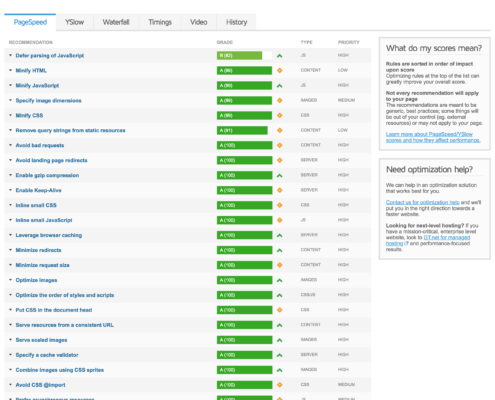 PageSpeed YSlow Waterfall Timings Video History
RECOMMENDATION GRADE TYPE PRIORITY
Defer parsing of JavaScript B (82) JS HIGH
Minify HTML CONTENT LOW
Minify JavaScript JS HIGH
Specify image dimensions IMAGES MEDIUM
Minify CSS CSS HIGH
Remove query strings from static resources A (91) CONTENT LOW
Avoid bad requests A (100) CONTENT HIGH
Avoid landing page redirects A (100) SERVER HIGH
Enable gzip compression A (100) SERVER HIGH
Enable Keep-Alive A (100) SERVER HIGH
Inline small CSS A (100) CSS HIGH
Inline small JavaScript A (100) JS HIGH
Leverage browser caching A (100) SERVER HIGH
Minimize redirects A (100) CONTENT HIGH
Minimize request size A (100) CONTENT HIGH
Optimize images A (100) IMAGES HIGH
Optimize the order of styles and scripts A (100) CSS/JS HIGH
Put CSS in the document head A (100) CSS HIGH
Serve resources from a consistent URL A (100) CONTENT HIGH
Serve scaled images A (100) IMAGES HIGH
Specify a cache validator A (100) SERVER HIGH
Combine images using CSS sprites A (100) IMAGES HIGH
Avoid CSS @import A (100) CSS MEDIUM
What do my scores mean?
Rules are sorted in order of impact
upon score
Optimizing rules at the top of the list can
greatly improve your overall score.
Not every recommendation will apply
to your page
The recommendations are meant to be
generic, best practices; some things will
be out of your control (eg. external
resources) or may not apply to your page.
Learn more about PageSpeed/YSlow
scores and how they affect performance.
Need optimization help?
We can help in an optimization solution
that works best for you.
Contact us for optimization help and we'll
put you in the right direction towards a
faster website.
Looking for next-level hosting? If you
have a mission-critical, enterprise level
website, look to GT.net for managed
hosting and performance-focused
results.